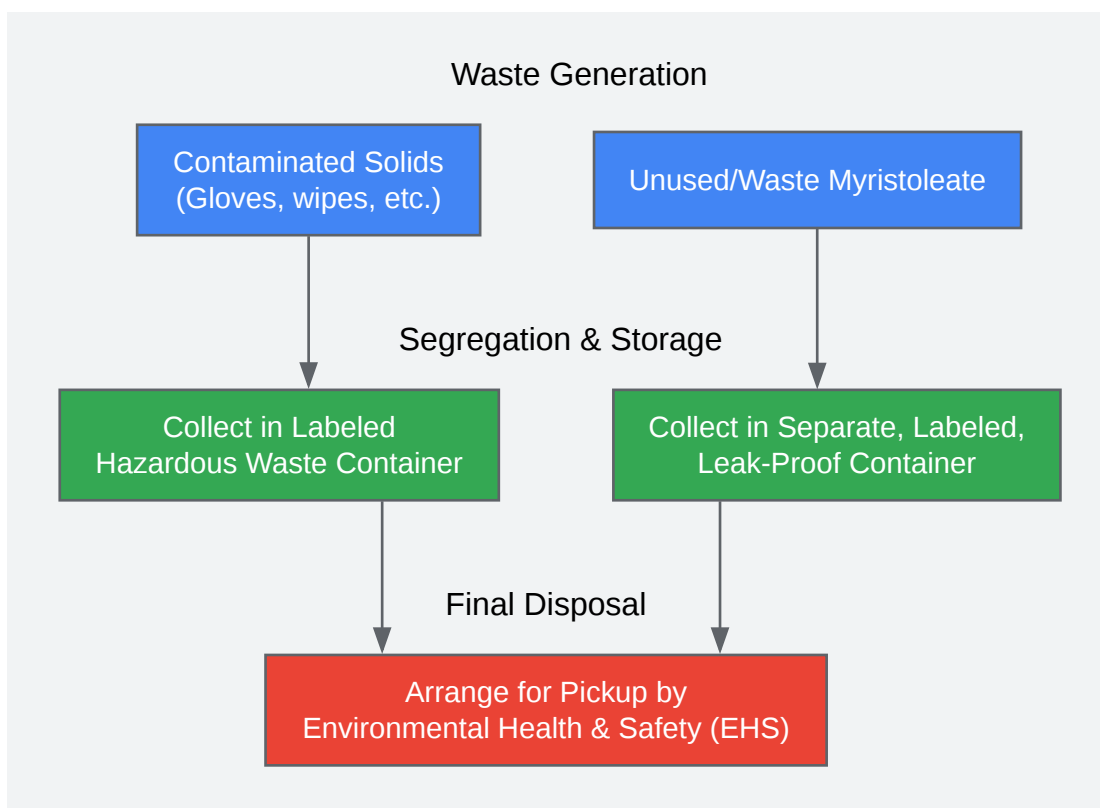 Waste Generation
Contaminated Solids
(Gloves, wipes, etc.)
Unused/Waste Myristoleate
Segregation & Storage
Collect in Labeled
Hazardous Waste Container
Collect in Separate, Labeled,
Leak-Proof Container
Final Disposal
Arrange for Pickup by
Environmental Health & Safety (EHS)